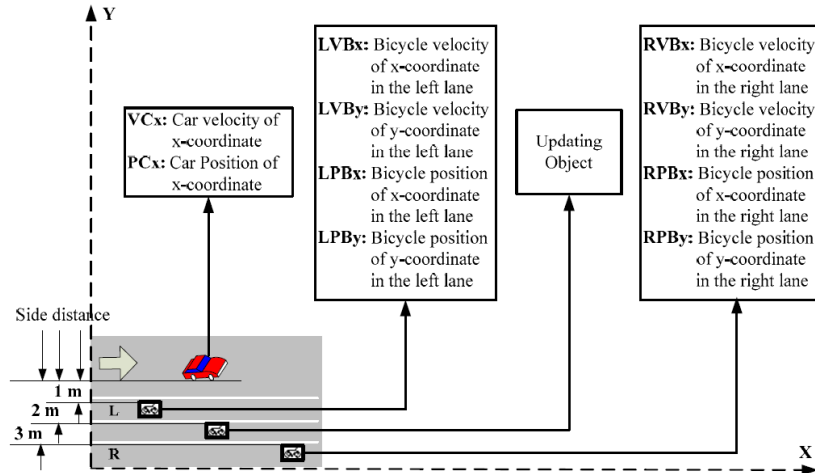 Y
LVBx: Bicycle velocity
of x-coordinate
in the left lane
LVBy: Bicycle velocity
of y-coordinate
in the left lane
LPBx: Bicycle position
of x-coordinate
in the left lane
LPBy: Bicycle position
of y-coordinate
in the left lane
RVBx: Bicycle velocity
of x-coordinate
in the right lane
RVBy: Bicycle velocity
of y-coordinate
in the right lane
RPBx: Bicycle position
of x-coordinate
in the right lane
RPBy: Bicycle position
of y-coordinate
in the right lane
VCx: Car velocity of
x-coordinate
PCx: Car Position of
x-coordinate
Updating
Object
Side distance
1 m
2 m
3 m
L
R
X